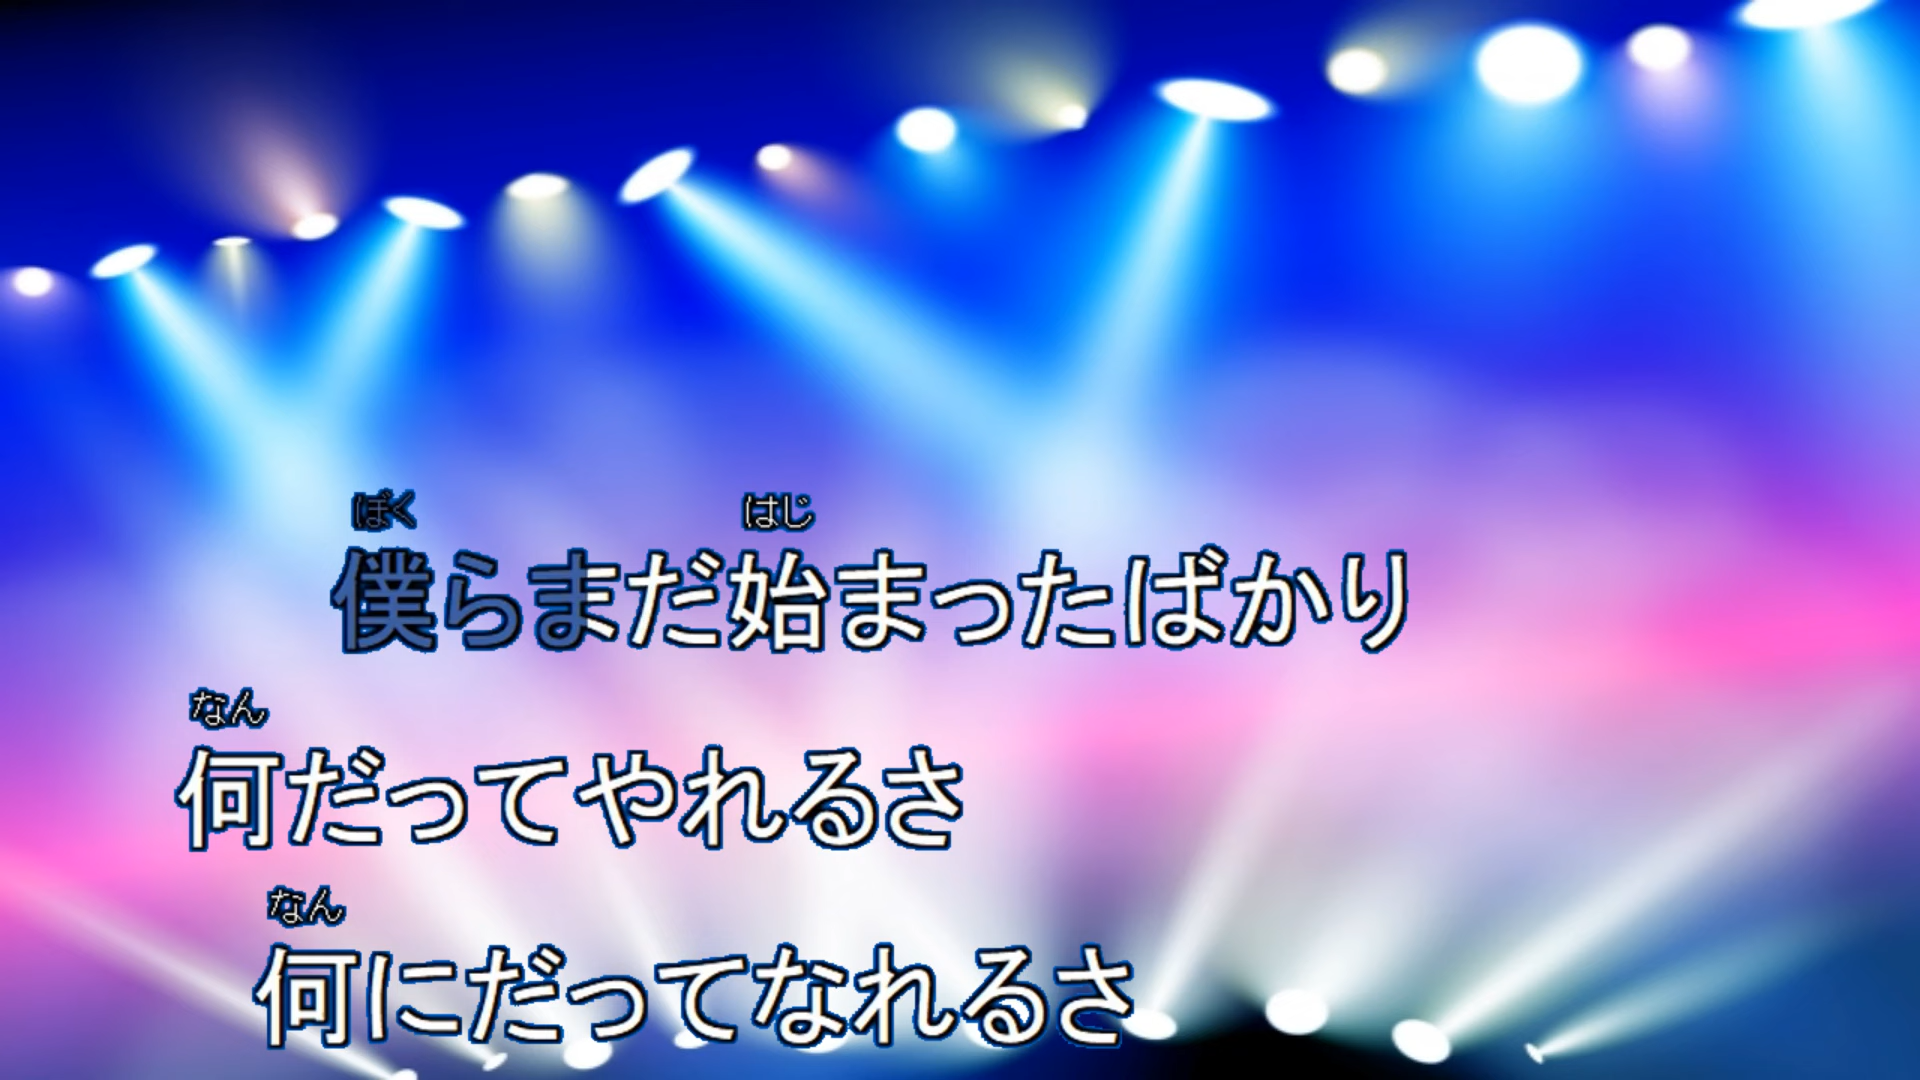 ぼく はじ
僕らまだ始まったばかり
なん
何だってやれるさ
なん
何にだってなれるさ